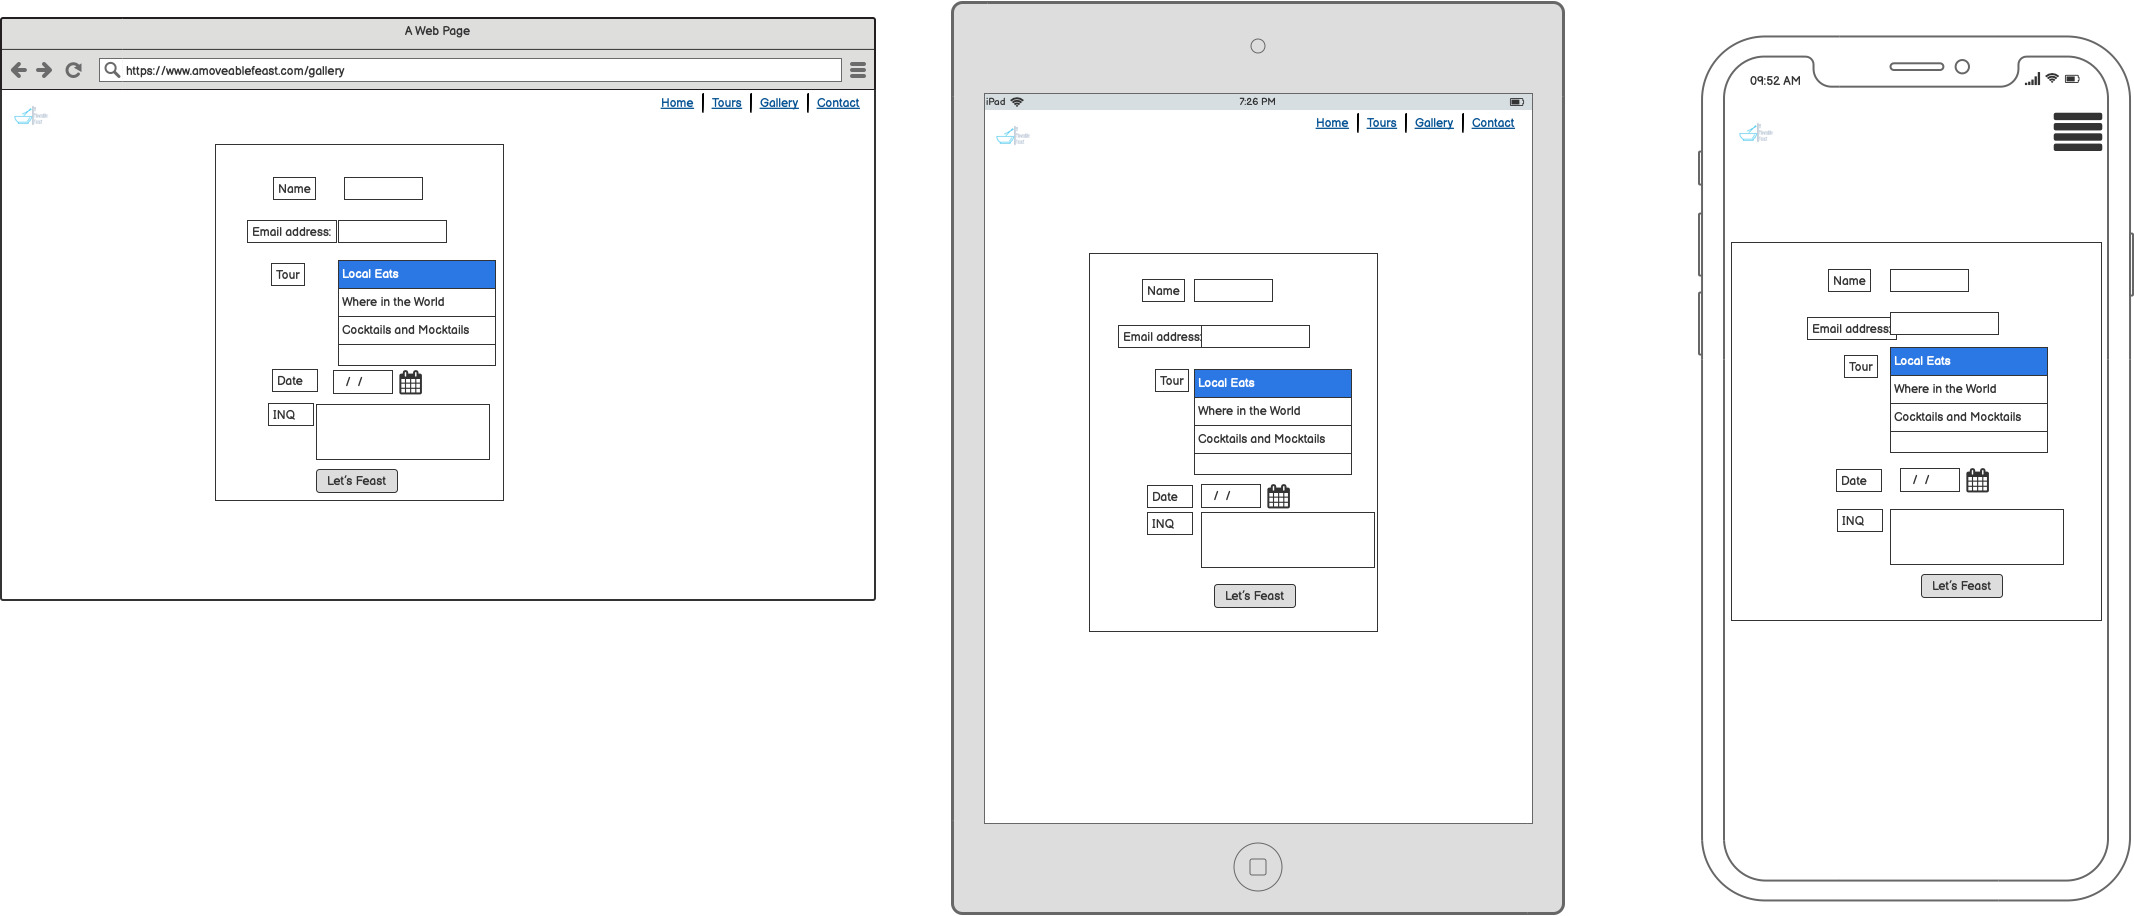 A Web Page
https://www.amoveablefeast.com/gallery
Home Tours Gallery Contact
Name
Email address:
Tour
Local Eats
Where in the World
Cocktails and Mocktails
Date / /
INQ
Let's Feast
iPad 7:26 PM
Home Tours Gallery Contact
Name
Email address:
Tour
Local Eats
Where in the World
Cocktails and Mocktails
Date / /
INQ
Let's Feast
09:52 AM
Name
Email address:
Tour
Local Eats
Where in the World
Cocktails and Mocktails
Date / /
INQ
Let's Feast